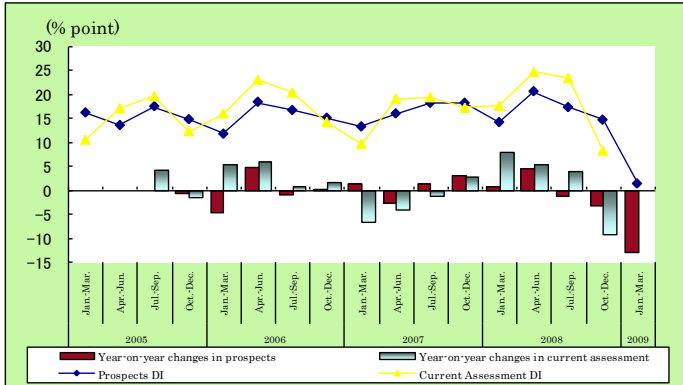 (% point)
30
25
20
15
10
5
0
−5
−10
−15
Jan.-Mar. Apr.-Jun. Jul.-Sep. Oct.-Dec. Jan.-Mar. Apr.-Jun. Jul.-Sep. Oct.-Dec. Jan.-Mar. Apr.-Jun. Jul.-Sep. Oct.-Dec. Jan.-Mar. Apr.-Jun. Jul.-Sep. Oct.-Dec. Jan.-Mar.
2005 2006 2007 2008 2009
Year-on-year changes in prospects Year-on-year changes in current assessment
Prospects DI Current Assessment DI